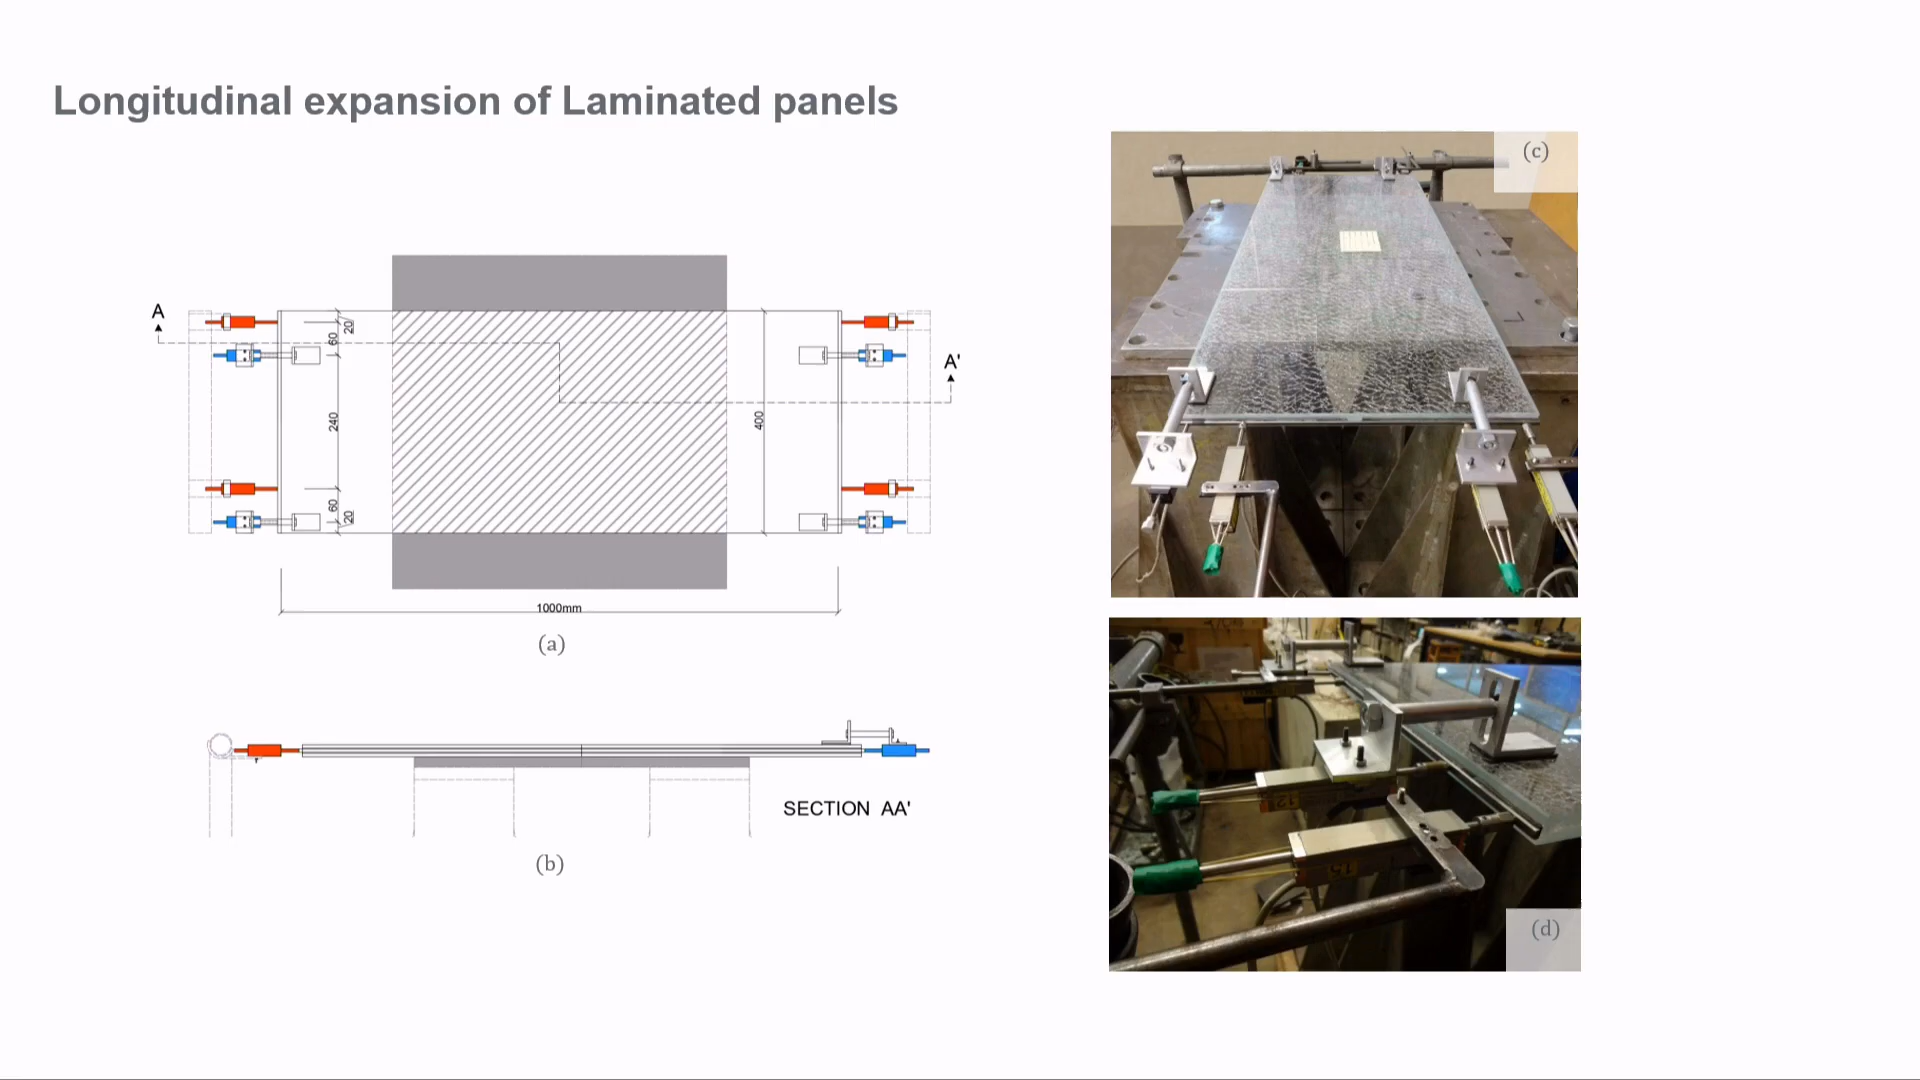 Longitudinal expansion of Laminated panels
(c)
A
20
60
A'
240
400
60
20
1000mm
(a)
SECTION AA'
(b)
(d)